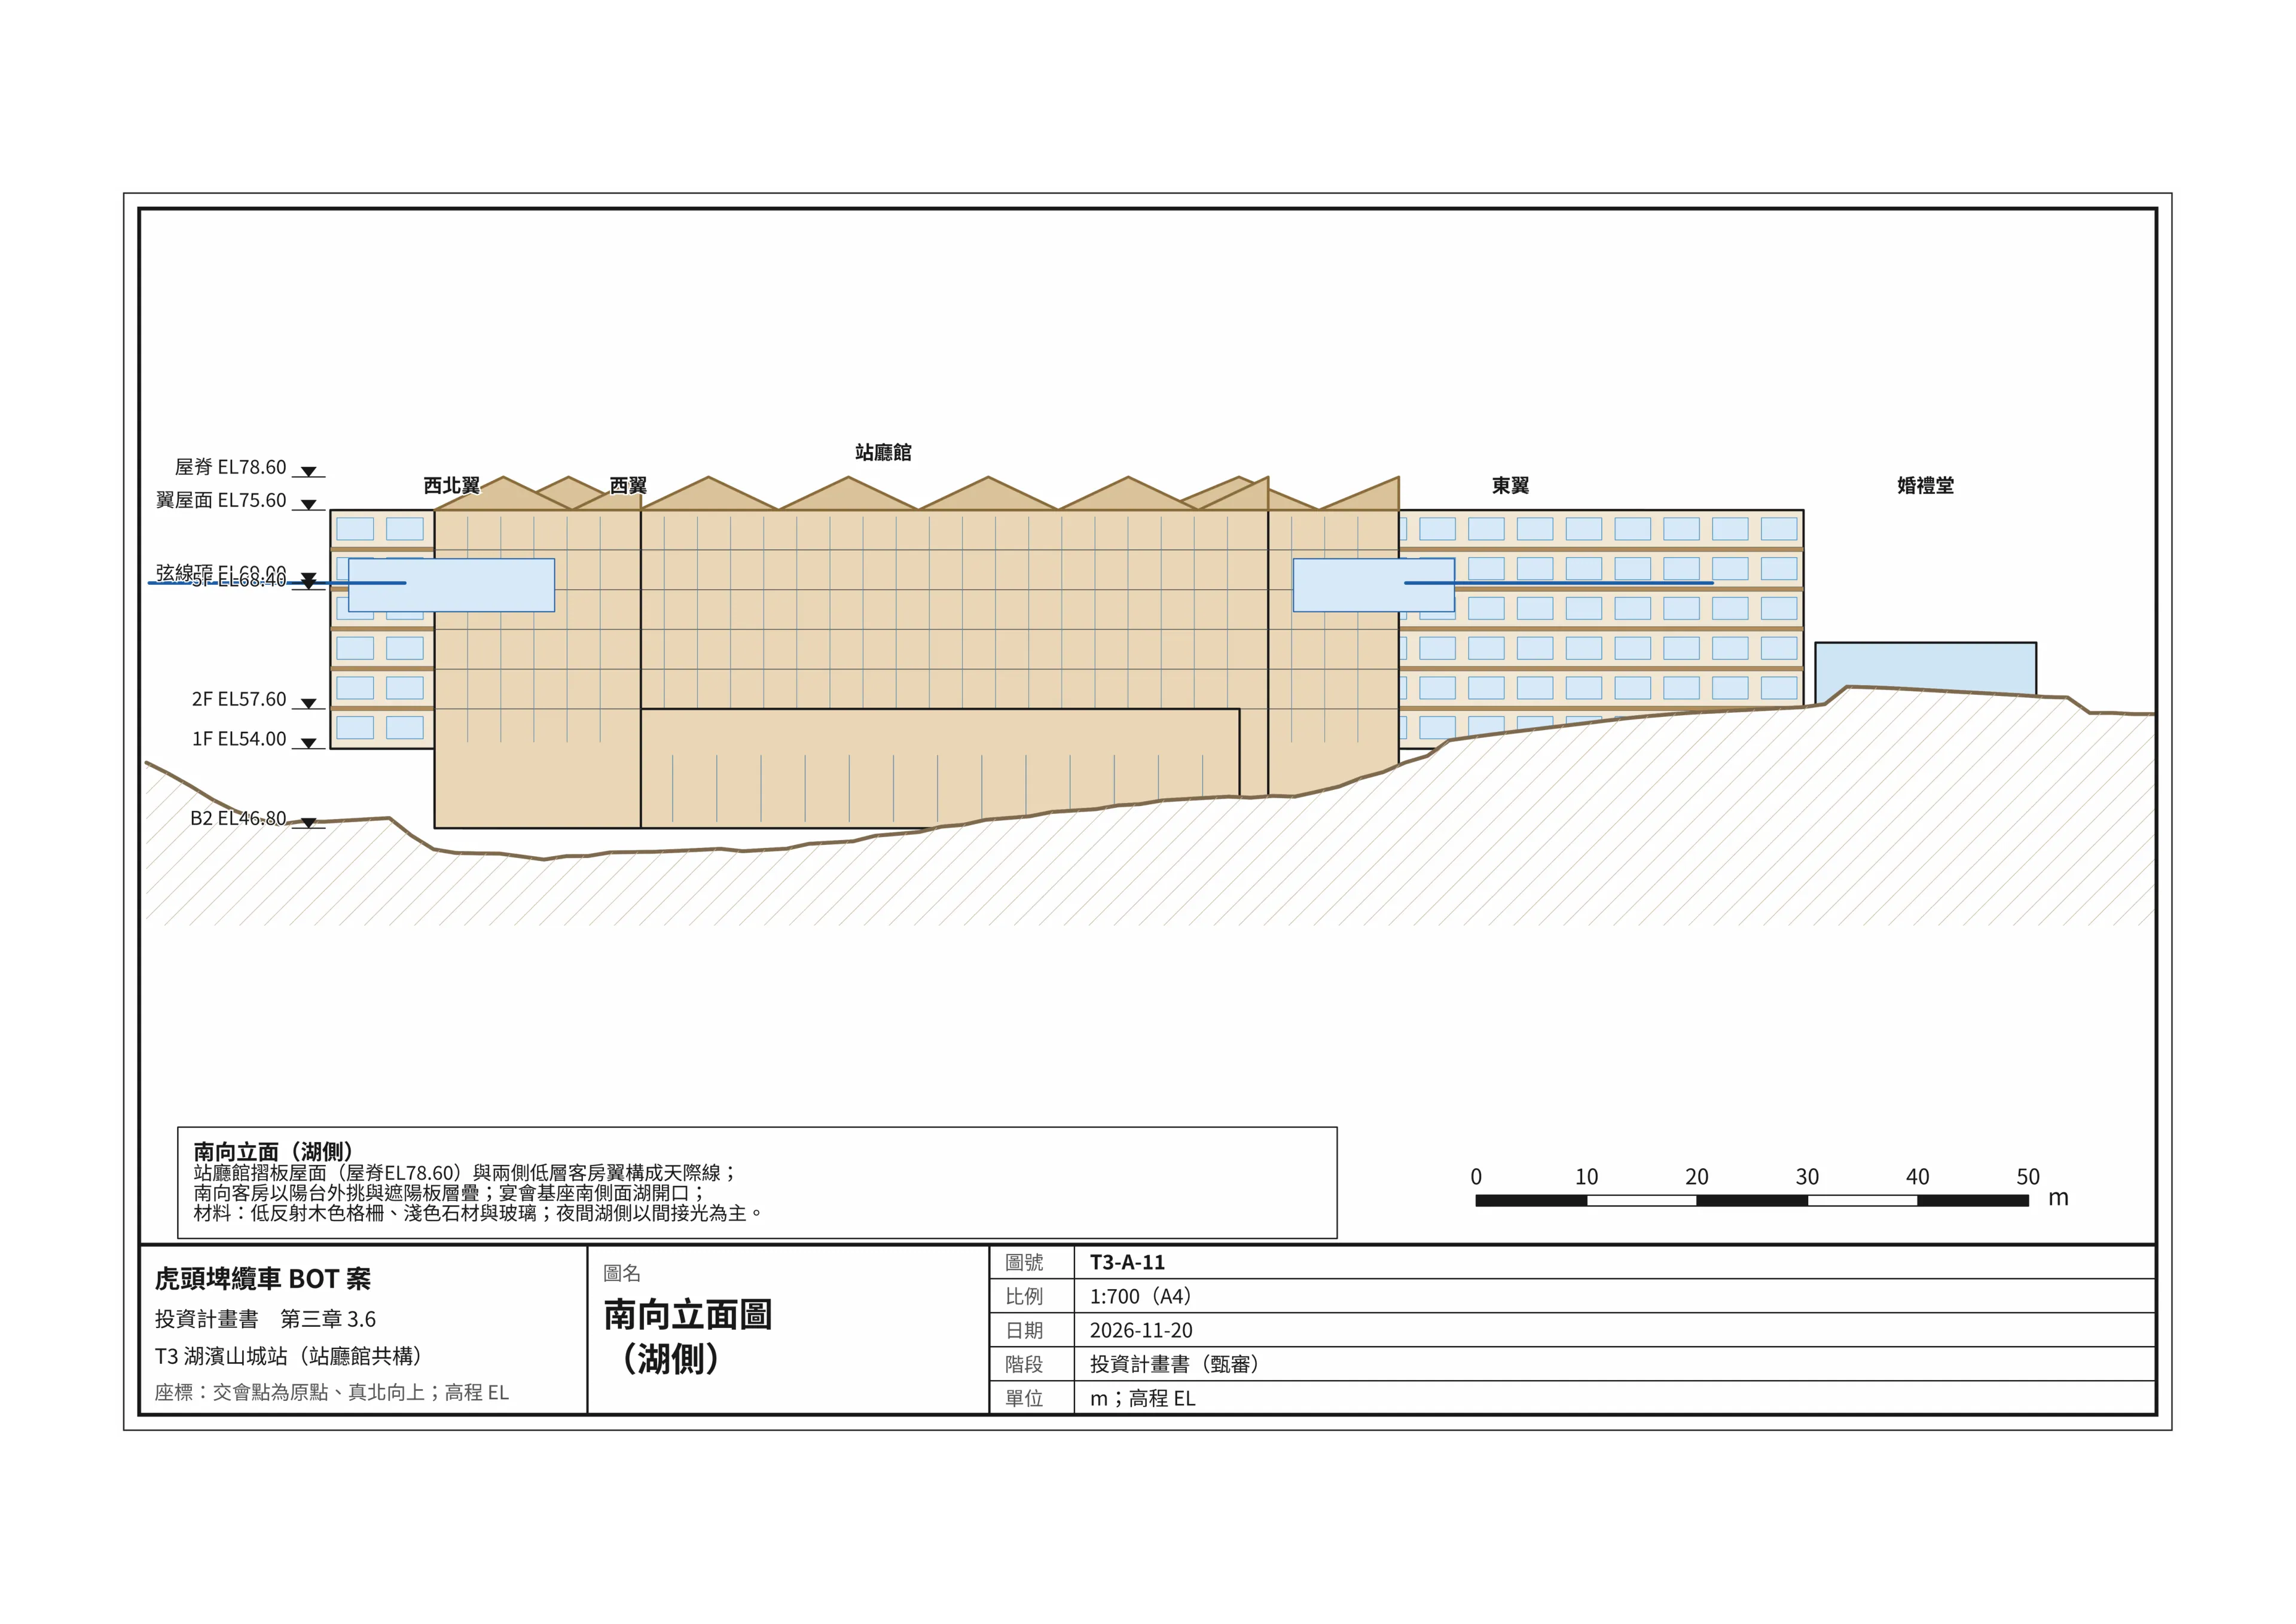 站廳館
屋脊 EL78.60
西北翼
西翼
東翼
婚禮堂
翼屋面 EL75.60
弦線頂 EL69.00
5F EL68.40
2F EL57.60
1F EL54.00
B2 EL46.80
南向立面（湖側）
站廳館摺板屋面（屋脊EL78.60）與兩側低層客房翼構成天際線；
南向客房以陽台外挑與遮陽板層疊；宴會基座南側面湖開口；
材料：低反射木色格柵、淺色石材與玻璃；夜間湖側以間接光為主。
0 10 20 30 40 50 m
虎頭埤纜車 BOT 案
投資計畫書　第三章 3.6
T3 湖濱山城站（站廳館共構）
座標：交會點為原點、真北向上；高程 EL
圖名
南向立面圖
（湖側）
圖號 T3-A-11
比例 1:700（A4）
日期 2026-11-20
階段 投資計畫書（甄審）
單位 m；高程 EL